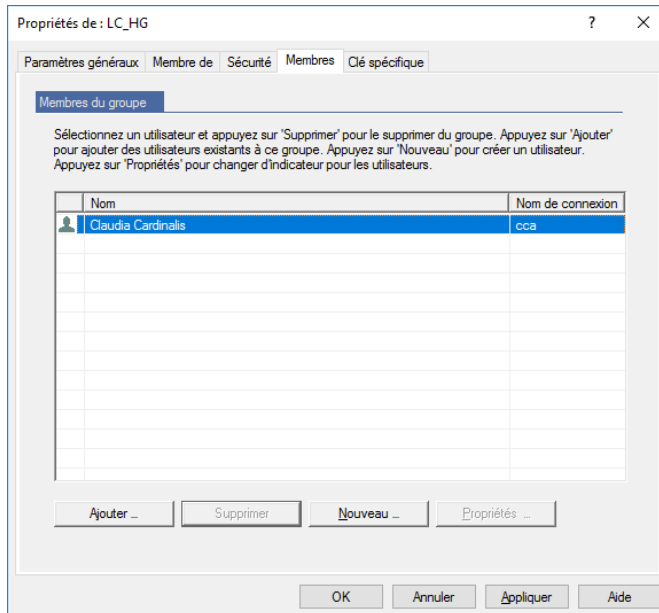 Propriétés de : LC_HG ?
Paramètres généraux Membre de Sécurité Membres Clé spécifique
Membres du groupe
Sélectionnez un utilisateur et appuyez sur 'Supprimer' pour le supprimer du groupe. Appuyez sur 'Ajouter'
pour ajouter des utilisateurs existants à ce groupe. Appuyez sur 'Nouveau' pour créer un utilisateur.
Appuyez sur 'Propriétés' pour changer d'indicateur pour les utilisateurs.
Nom Nom de connexion
Claudia Cardinalis cca
Ajouter ... Supprimer Nouveau ... Propriétés ...
OK Annuler Appliquer Aide